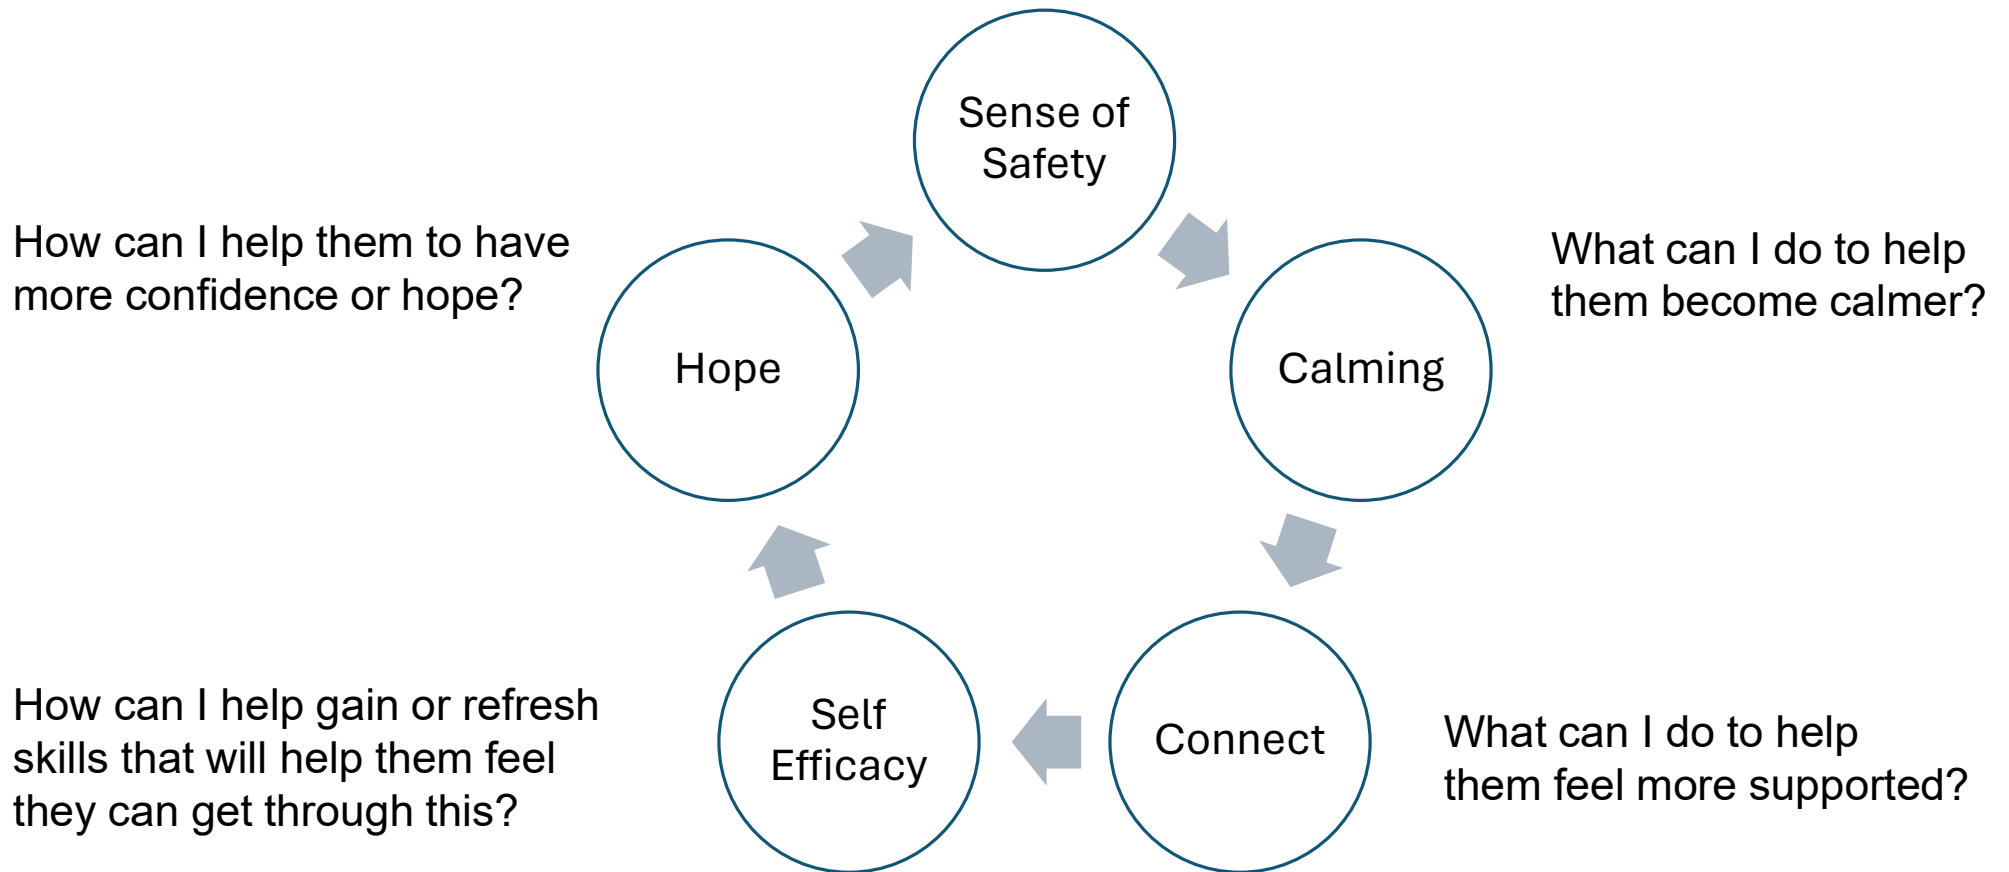 Sense of
Safety
How can I help them to have
more confidence or hope?
What can I do to help
them become calmer?
Hope
Calming
How can I help gain or refresh
skills that will help them feel
they can get through this?
Self
Efficacy
Connect
What can I do to help
them feel more supported?